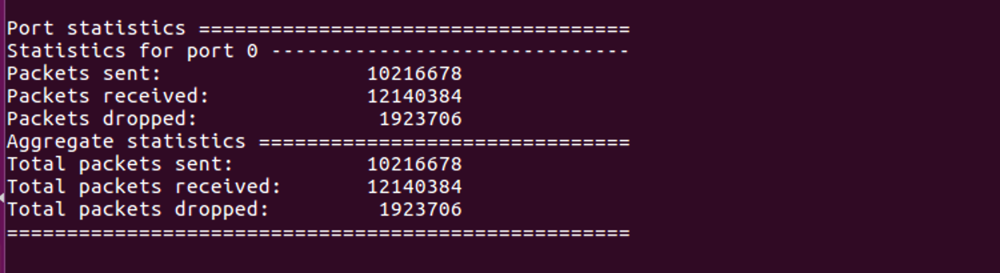 Port statistics ====================================
Statistics for port 0 ------------------------------
Packets sent:                 10216678
Packets received:             12140384
Packets dropped:               1923706
Aggregate statistics ===============================
Total packets sent:           10216678
Total packets received:       12140384
Total packets dropped:         1923706
====================================================